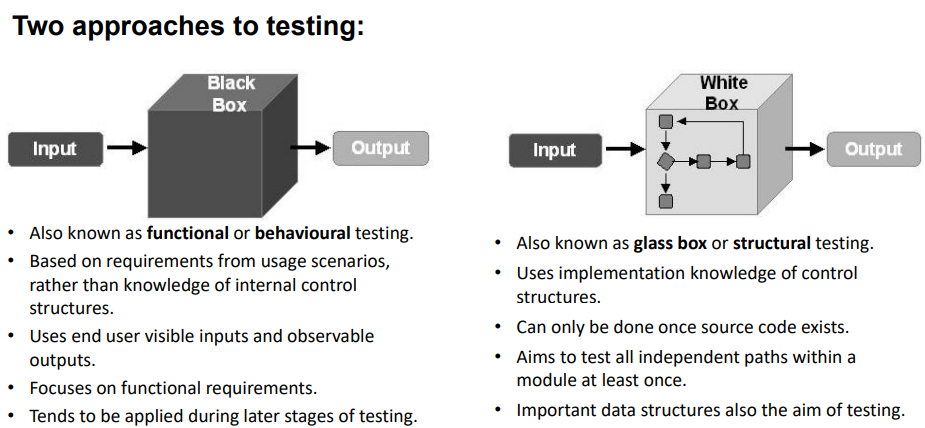 Two approaches to testing:
Black
Box
Input
Output
• Also known as functional or behavioural testing.
• Based on requirements from usage scenarios,
rather than knowledge of internal control
structures.
• Uses end user visible inputs and observable
outputs.
• Focuses on functional requirements.
• Tends to be applied during later stages of testing.
White
Box
Input
Output
• Also known as glass box or structural testing.
• Uses implementation knowledge of control
structures.
• Can only be done once source code exists.
• Aims to test all independent paths within a
module at least once.
• Important data structures also the aim of testing.